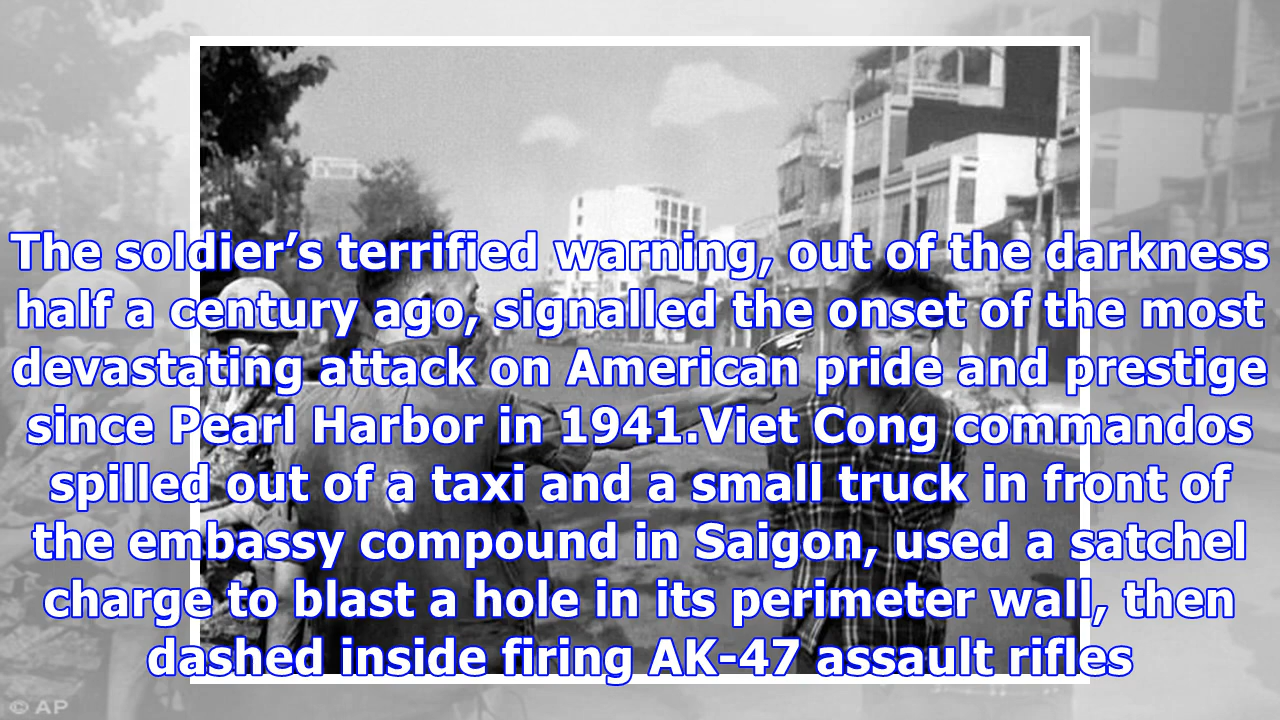 The soldier’s terrified warning, out of the darkness
half a century ago, signalled the onset of the most
devastating attack on American pride and prestige
since Pearl Harbor in 1941.Viet Cong commandos
spilled out of a taxi and a small truck in front of
the embassy compound in Saigon, used a satchel
charge to blast a hole in its perimeter wall, then
dashed inside firing AK-47 assault rifles
© AP